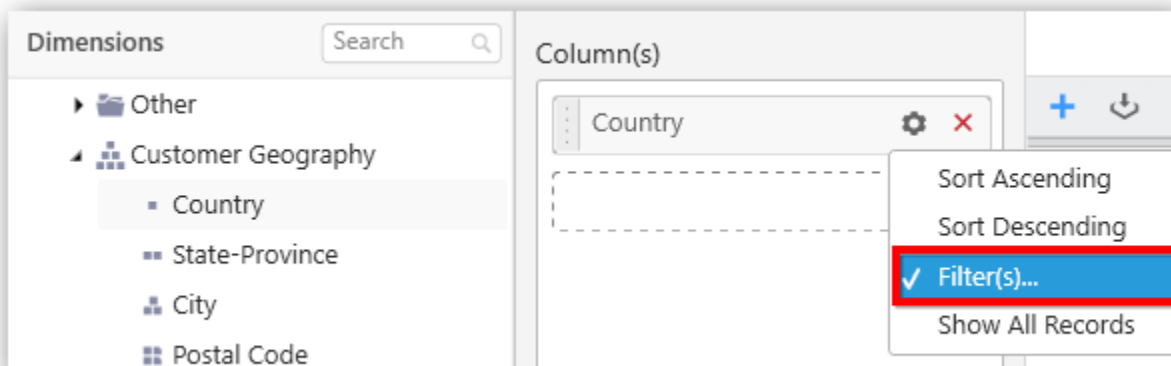 Dimensions
Search
Other
Customer Geography
Country
State-Province
City
Postal Code
Column(s)
Country
Sort Ascending
Sort Descending
Filter(s)...
Show All Records